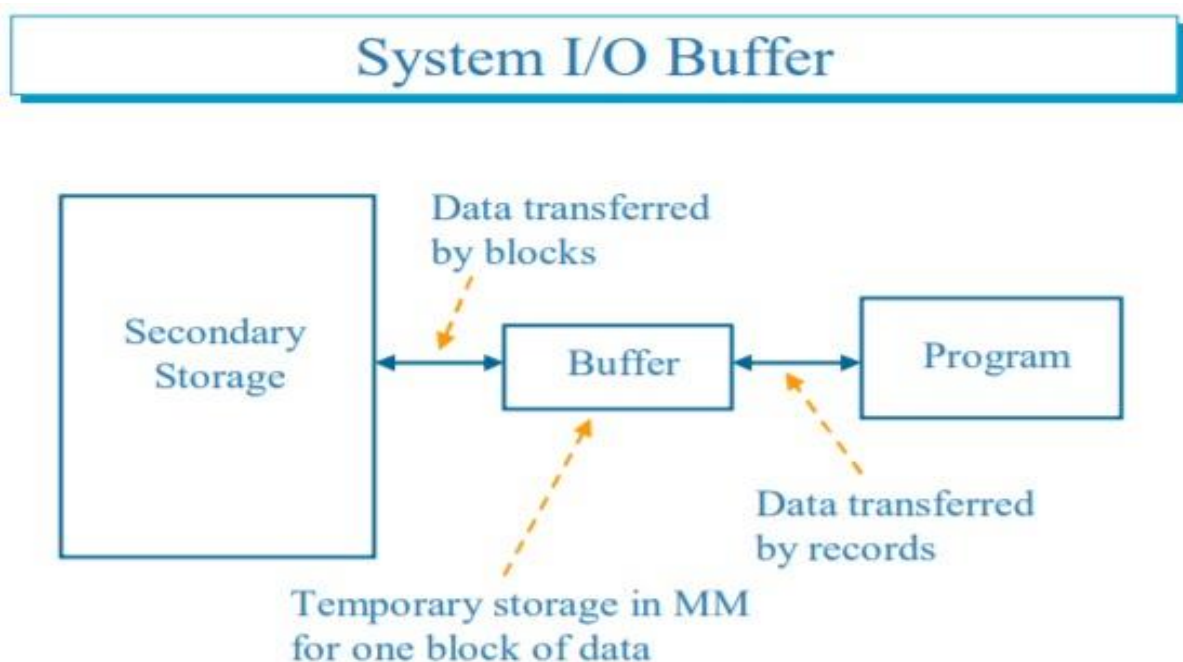 System I/O Buffer
Data transferred
by blocks
Secondary
Storage
Buffer
Program
Data transferred
by records
Temporary storage in MM
for one block of data